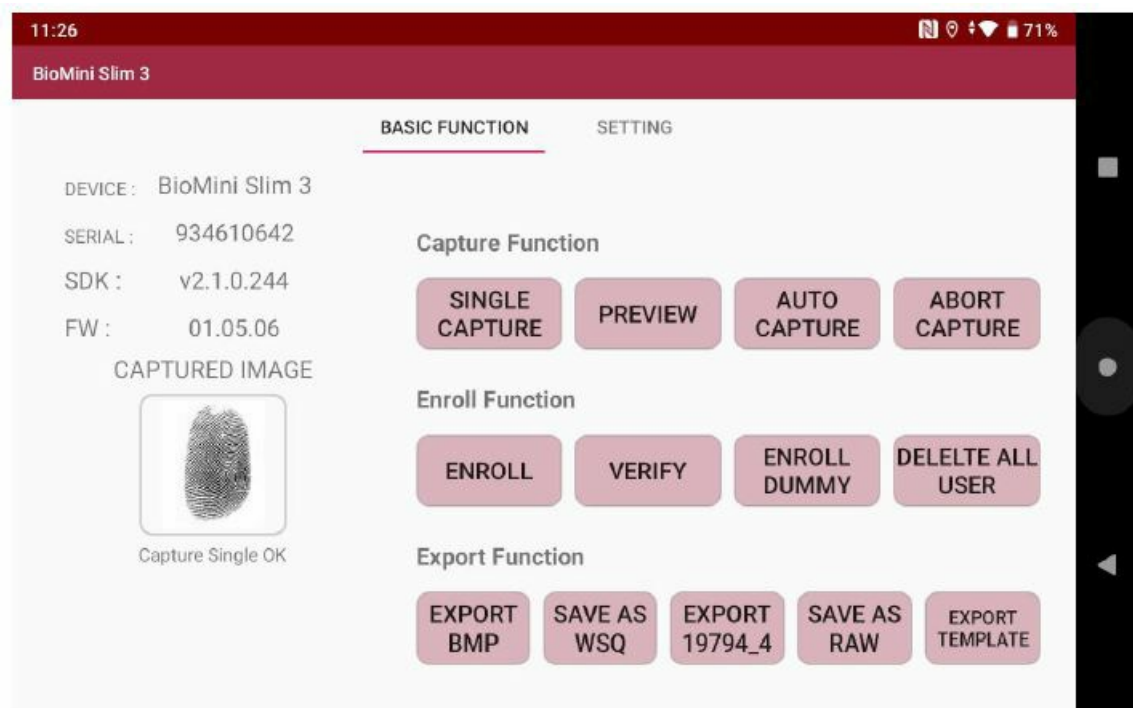 11:26
71%
BioMini Slim 3
BASIC FUNCTION
SETTING
DEVICE : BioMini Slim 3
SERIAL : 934610642
SDK : v2.1.0.244
FW : 01.05.06
CAPTURED IMAGE
Capture Single OK
Capture Function
SINGLE
CAPTURE
PREVIEW
AUTO
CAPTURE
ABORT
CAPTURE
Enroll Function
ENROLL
VERIFY
ENROLL
DUMMY
DELELTE ALL
USER
Export Function
EXPORT
BMP
SAVE AS
WSQ
EXPORT
19794_4
SAVE AS
RAW
EXPORT
TEMPLATE